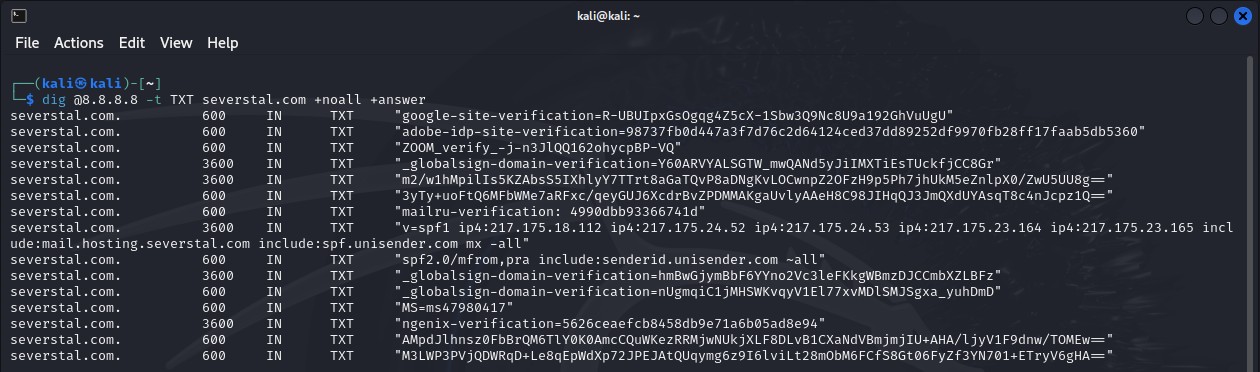 kali@kali: ~
File Actions Edit View Help
┌──(kali㉿kali)-[~]
└─$ dig @8.8.8.8 -t TXT severstal.com +noall +answer
severstal.com. 600 IN TXT "google-site-verification=R-UBUIpxGsOgqg4Z5cX-1Sbw3Q9Nc8U9a192GhVuUgU"
severstal.com. 600 IN TXT "adobe-idp-site-verification=98737fb0d447a3f7d76c2d64124ced37dd89252df9970fb28ff17faab5db5360"
severstal.com. 600 IN TXT "ZOOM_verify_-j-n3JlQQ162ohycpBP-VQ"
severstal.com. 3600 IN TXT "_globalsign-domain-verification=Y60ARVYALSGTW_mwQANd5yJiIMXTiEsTUckfjCC8Gr"
severstal.com. 3600 IN TXT "m2/w1hMpilIs5KZAbsS5IXhlyY7TTrt8aGaTQvP8aDNgKvLOCwnpZ2OFzH9p5Ph7jhUkM5eZnlpX0/ZwU5UU8g=="
severstal.com. 600 IN TXT "3yTy+uoFtQ6MFbWMe7aRFxc/qeyGUJ6XcdrBvZPDMMAKgaUvlyAAeH8C98JIHqQJ3JmQXdUYAsqT8c4nJcpz1Q=="
severstal.com. 600 IN TXT "mailru-verification: 4990dbb93366741d"
severstal.com. 3600 IN TXT "v=spf1 ip4:217.175.18.112 ip4:217.175.24.52 ip4:217.175.24.53 ip4:217.175.23.164 ip4:217.175.23.165 incl
ude:mail.hosting.severstal.com include:spf.unisender.com mx -all"
severstal.com. 600 IN TXT "spf2.0/mfrom,pra include:senderid.unisender.com ~all"
severstal.com. 3600 IN TXT "_globalsign-domain-verification=hmBwGjymBbF6YYno2Vc3leFKkgWBmzDJCCmbXZLBFz"
severstal.com. 600 IN TXT "_globalsign-domain-verification=nUgmqiC1jMHSWKvqyV1El77xvMDlSMJSgxa_yuhDmD"
severstal.com. 600 IN TXT "MS=ms47980417"
severstal.com. 3600 IN TXT "ngenix-verification=5626ceaefcb8458db9e71a6b05ad8e94"
severstal.com. 600 IN TXT "AMpdJlhnsz0FbBrQM6TlY0K0AmcCQuWKezRRMjwNUkjXLF8DLvB1CXaNdVBmjmjIU+AHA/ljyV1F9dnw/TOMEw=="
severstal.com. 600 IN TXT "M3LWP3PVjQDWRqD+Le8qEpWdXp72JPEJAtQUqymg6z9I6lviLt28mObM6FCfS8Gt06FyZf3YN701+ETryV6gHA=="